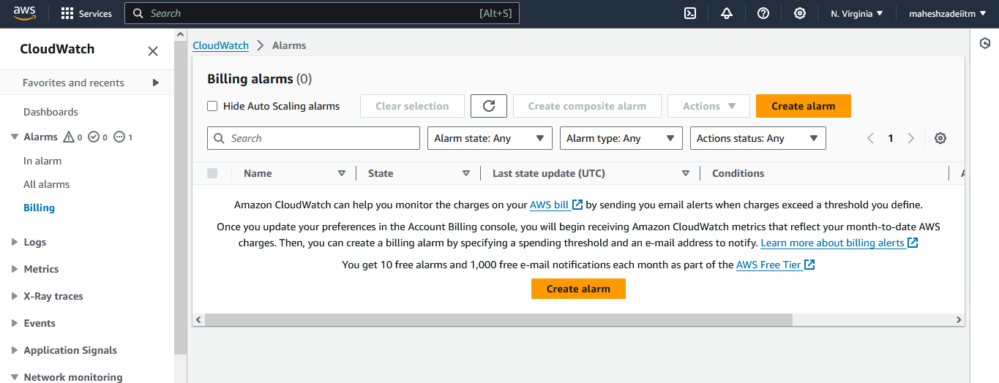 aws
Services
Search [Alt+S]
N. Virginia
maheshzadeiitm
CloudWatch
Favorites and recents
Dashboards
Alarms 0 0 1
In alarm
All alarms
Billing
Logs
Metrics
X-Ray traces
Events
Application Signals
Network monitoring
CloudWatch > Alarms
Billing alarms (0)
Hide Auto Scaling alarms
Clear selection
Create composite alarm
Actions
Create alarm
Search
Alarm state: Any
Alarm type: Any
Actions status: Any
1
Name State Last state update (UTC) Conditions
Amazon CloudWatch can help you monitor the charges on your AWS bill by sending you email alerts when charges exceed a threshold you define.
Once you update your preferences in the Account Billing console, you will begin receiving Amazon CloudWatch metrics that reflect your month-to-date AWS
charges. Then, you can create a billing alarm by specifying a spending threshold and an e-mail address to notify. Learn more about billing alerts
You get 10 free alarms and 1,000 free e-mail notifications each month as part of the AWS Free Tier
Create alarm